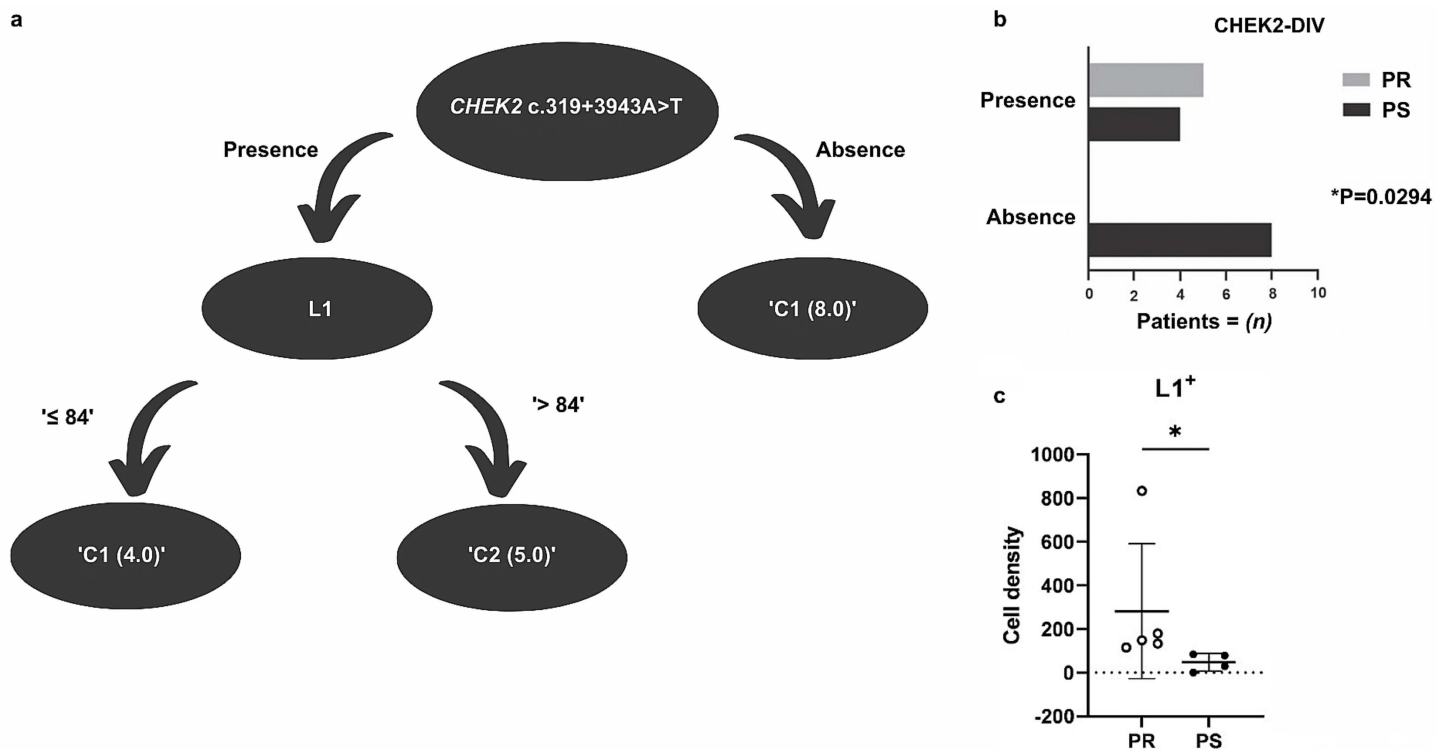 a
CHEK2 c.319+3943A>T
Presence
Absence
L1
'C1 (8.0)'
'≤ 84'
'> 84'
'C1 (4.0)'
'C2 (5.0)'
b
CHEK2-DIV
Presence
Absence
PR
PS
*P=0.0294
0 2 4 6 8 10
Patients = (n)
c
L1+
*
Cell density
1000
800
600
400
200
0
-200
PR PS